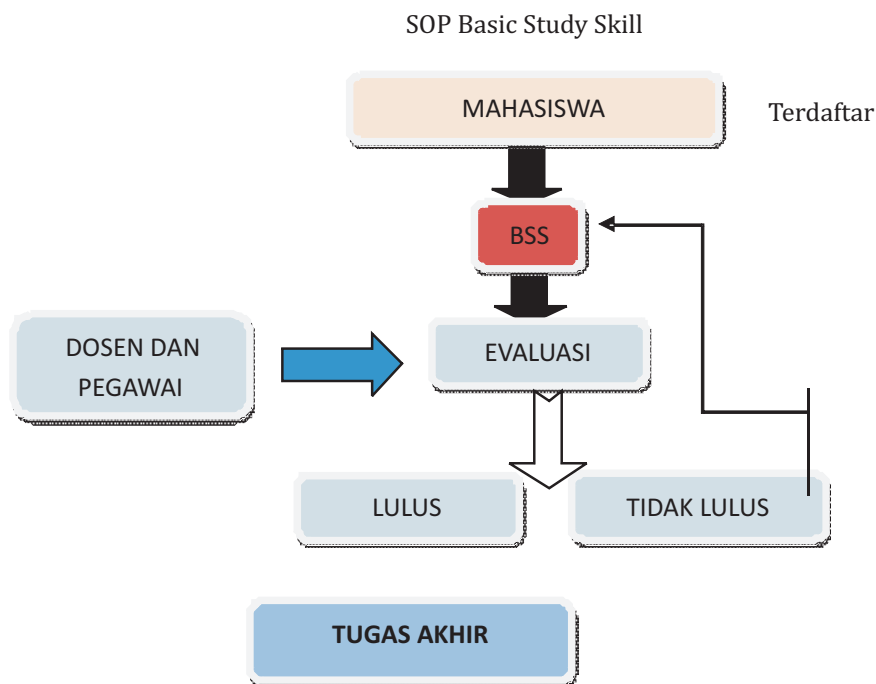 SOP Basic Study Skill
MAHASISWA
Terdaftar
BSS
DOSEN DAN
PEGAWAI
EVALUASI
LULUS
TIDAK LULUS
TUGAS AKHIR